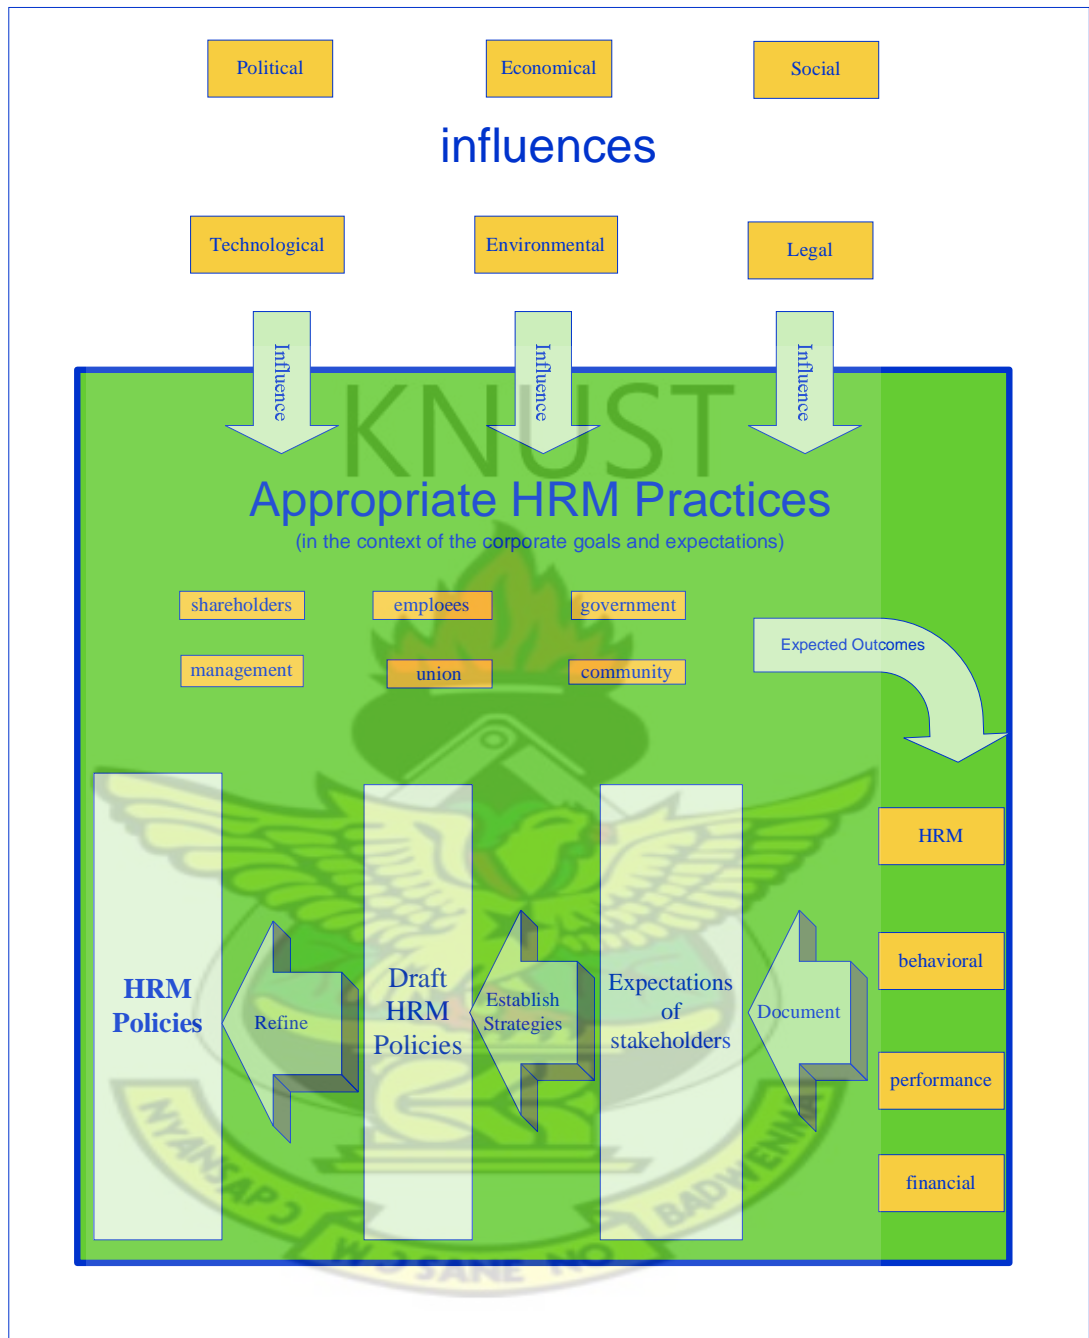 Political
Economical
Social
influences
Technological
Environmental
Legal
Influence
Influence
Influence
KNUST
Appropriate HRM Practices
(in the context of the corporate goals and expectations)
shareholders
emploees
government
management
union
community
Expected Outcomes
HRM
behavioral
performance
financial
HRM
Policies
Refine
Draft
HRM
Policies
Establish
Strategies
Expectations
of
stakeholders
Document
NYANSAPƆ
WƆSANE NO
BADWENMA